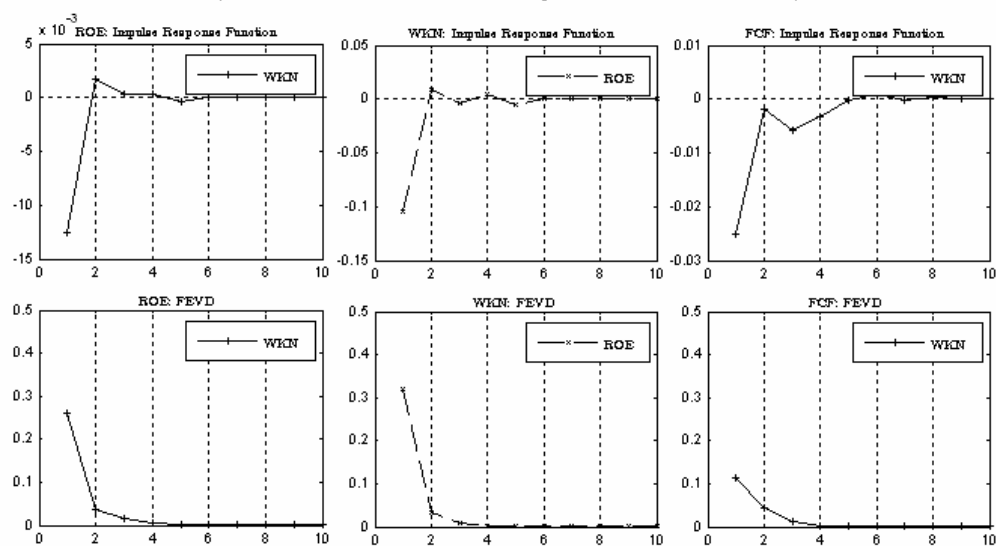 x 10⁻³ ROE: Impulse Response Function
5
0
-5
-10
-15
0 2 4 6 8 10
WKN
WKN: Impulse Response Function
0.05
0
-0.05
-0.1
-0.15
0 2 4 6 8 10
ROE
FCF: Impulse Response Function
0.01
0
-0.01
-0.02
-0.03
0 2 4 6 8 10
WKN
ROE: FEVD
0.5
0.4
0.3
0.2
0.1
0
0 2 4 6 8 10
WKN
WKN: FEVD
0.5
0.4
0.3
0.2
0.1
0
0 2 4 6 8 10
ROE
FCF: FEVD
0.5
0.4
0.3
0.2
0.1
0
0 2 4 6 8 10
WKN